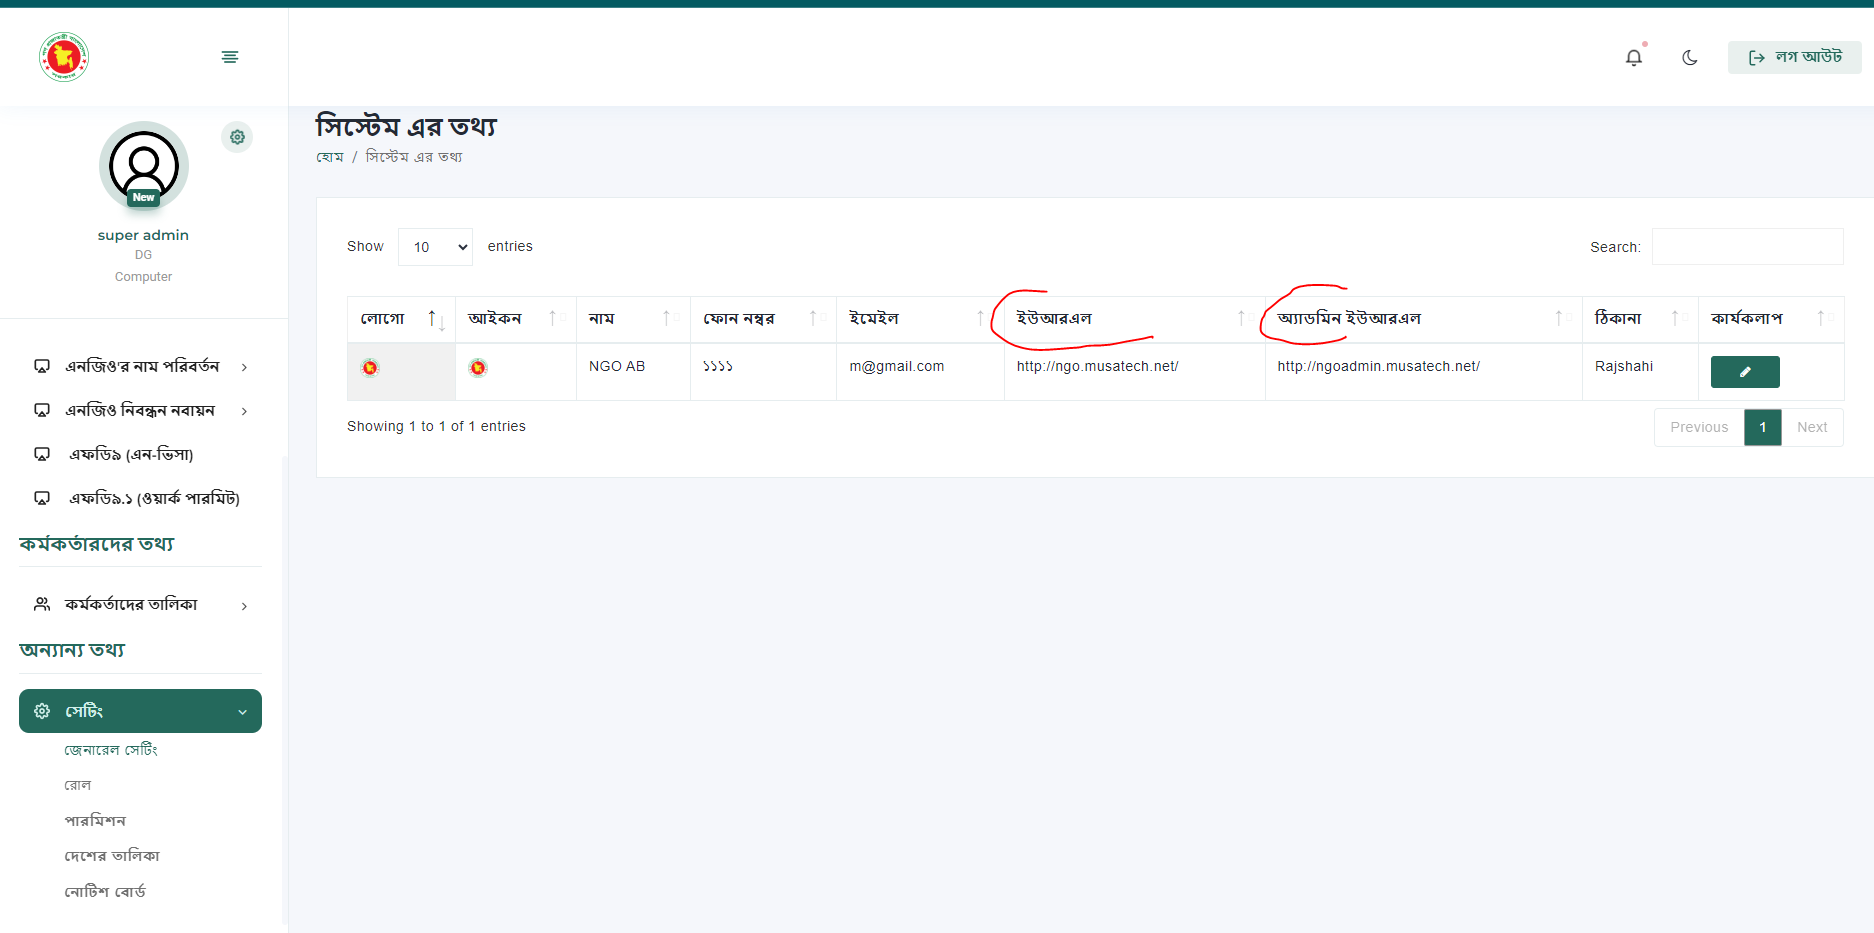 লগ আউট
New
super admin
DG
Computer
এনজিও'র নাম পরিবর্তন
এনজিও নিবন্ধন নবায়ন
এফডি৯ (এন-ভিসা)
এফডি৯.১ (ওয়ার্ক পারমিট)
কর্মকর্তারদের তথ্য
কর্মকর্তাদের তালিকা
অন্যান্য তথ্য
সেটিং
জেনারেল সেটিং
রোল
পারমিশন
দেশের তালিকা
নোটিশ বোর্ড
সিস্টেম এর তথ্য
হোম / সিস্টেম এর তথ্য
Show 10 entries
Search:
লোগো আইকন নাম ফোন নম্বর ইমেইল ইউআরএল অ্যাডমিন ইউআরএল ঠিকানা কার্যকলাপ
NGO AB ১১১১ m@gmail.com http://ngo.musatech.net/ http://ngoadmin.musatech.net/ Rajshahi
Showing 1 to 1 of 1 entries
Previous 1 Next